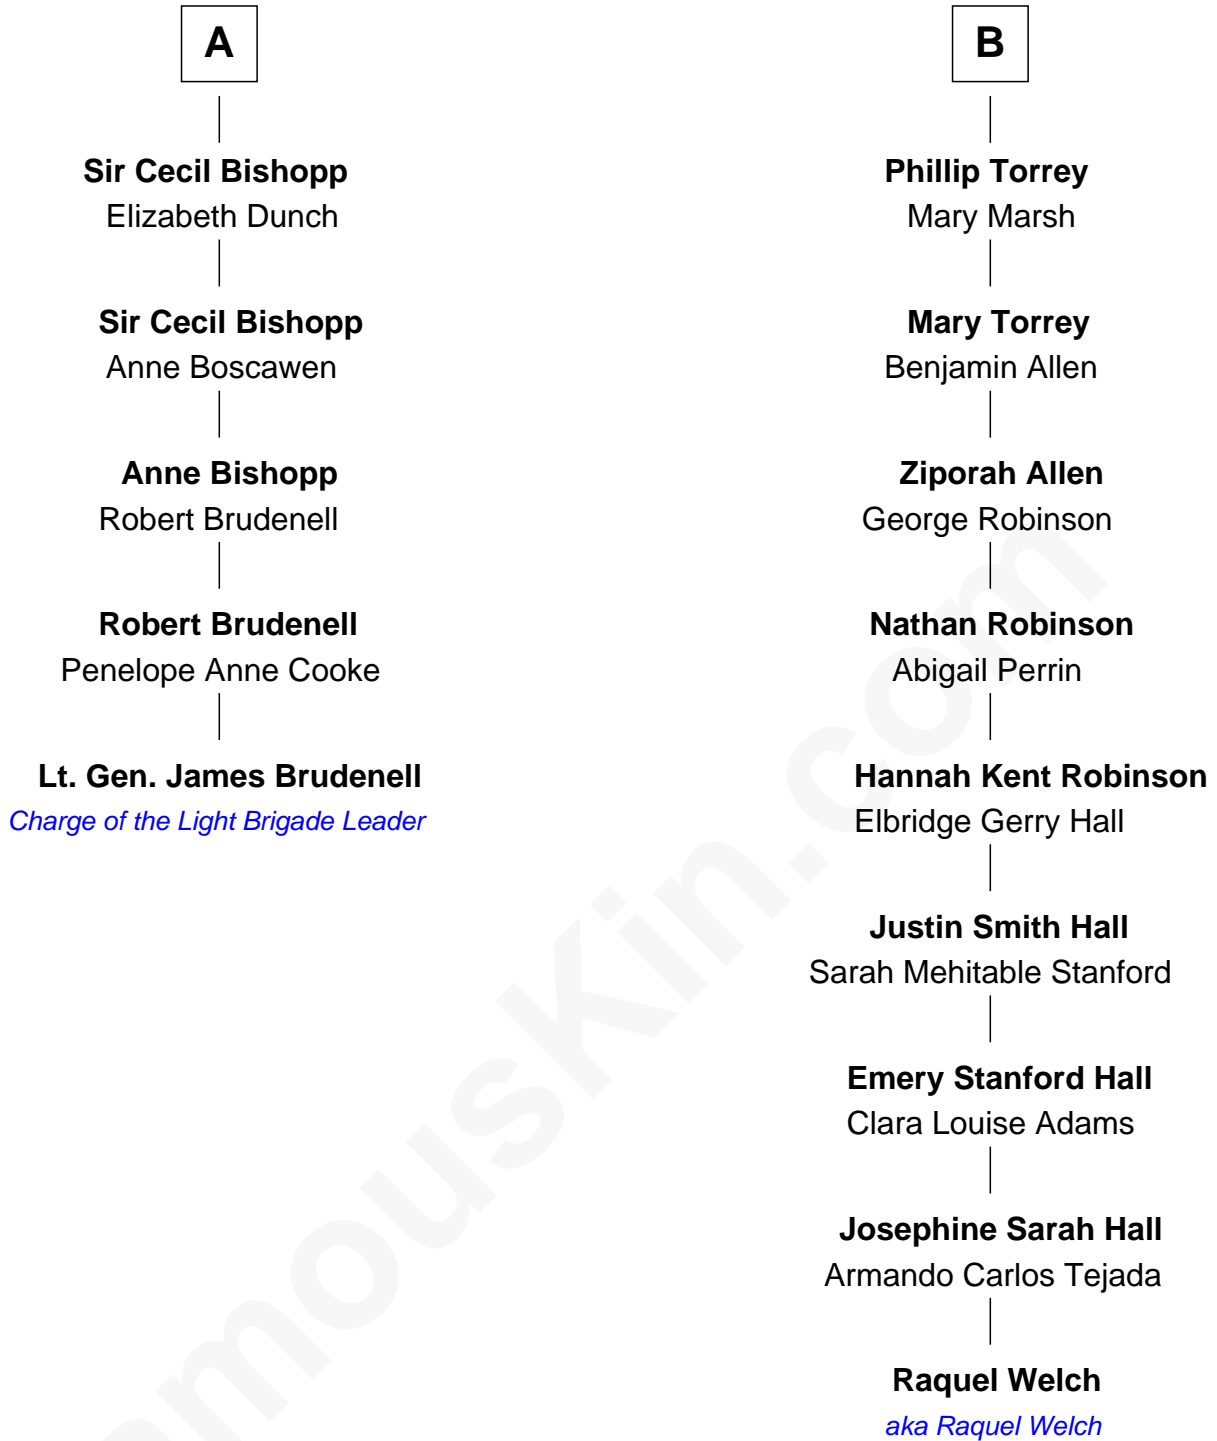 A
Sir Cecil Bishopp
Elizabeth Dunch
Sir Cecil Bishopp
Anne Boscawen
Anne Bishopp
Robert Brudenell
Robert Brudenell
Penelope Anne Cooke
Lt. Gen. James Brudenell
Charge of the Light Brigade Leader
B
Phillip Torrey
Mary Marsh
Mary Torrey
Benjamin Allen
Ziporah Allen
George Robinson
Nathan Robinson
Abigail Perrin
Hannah Kent Robinson
Elbridge Gerry Hall
Justin Smith Hall
Sarah Mehitable Stanford
Emery Stanford Hall
Clara Louise Adams
Josephine Sarah Hall
Armando Carlos Tejada
Raquel Welch
aka Raquel Welch
amousKin.com